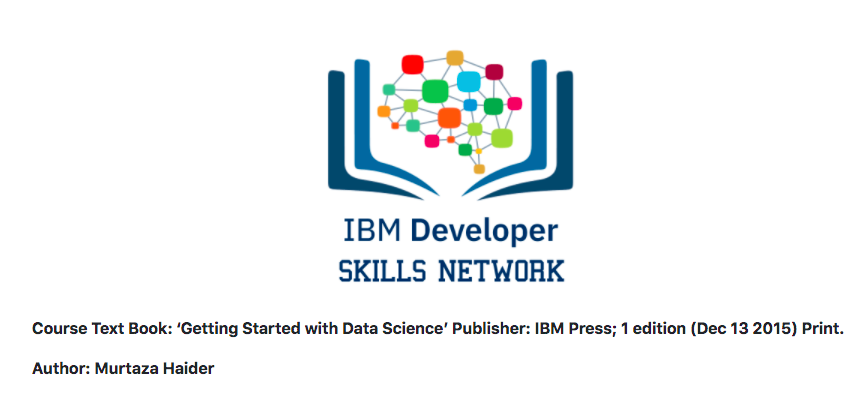 IBM Developer
SKILLS NETWORK
Course Text Book: ‘Getting Started with Data Science’ Publisher: IBM Press; 1 edition (Dec 13 2015) Print.
Author: Murtaza Haider